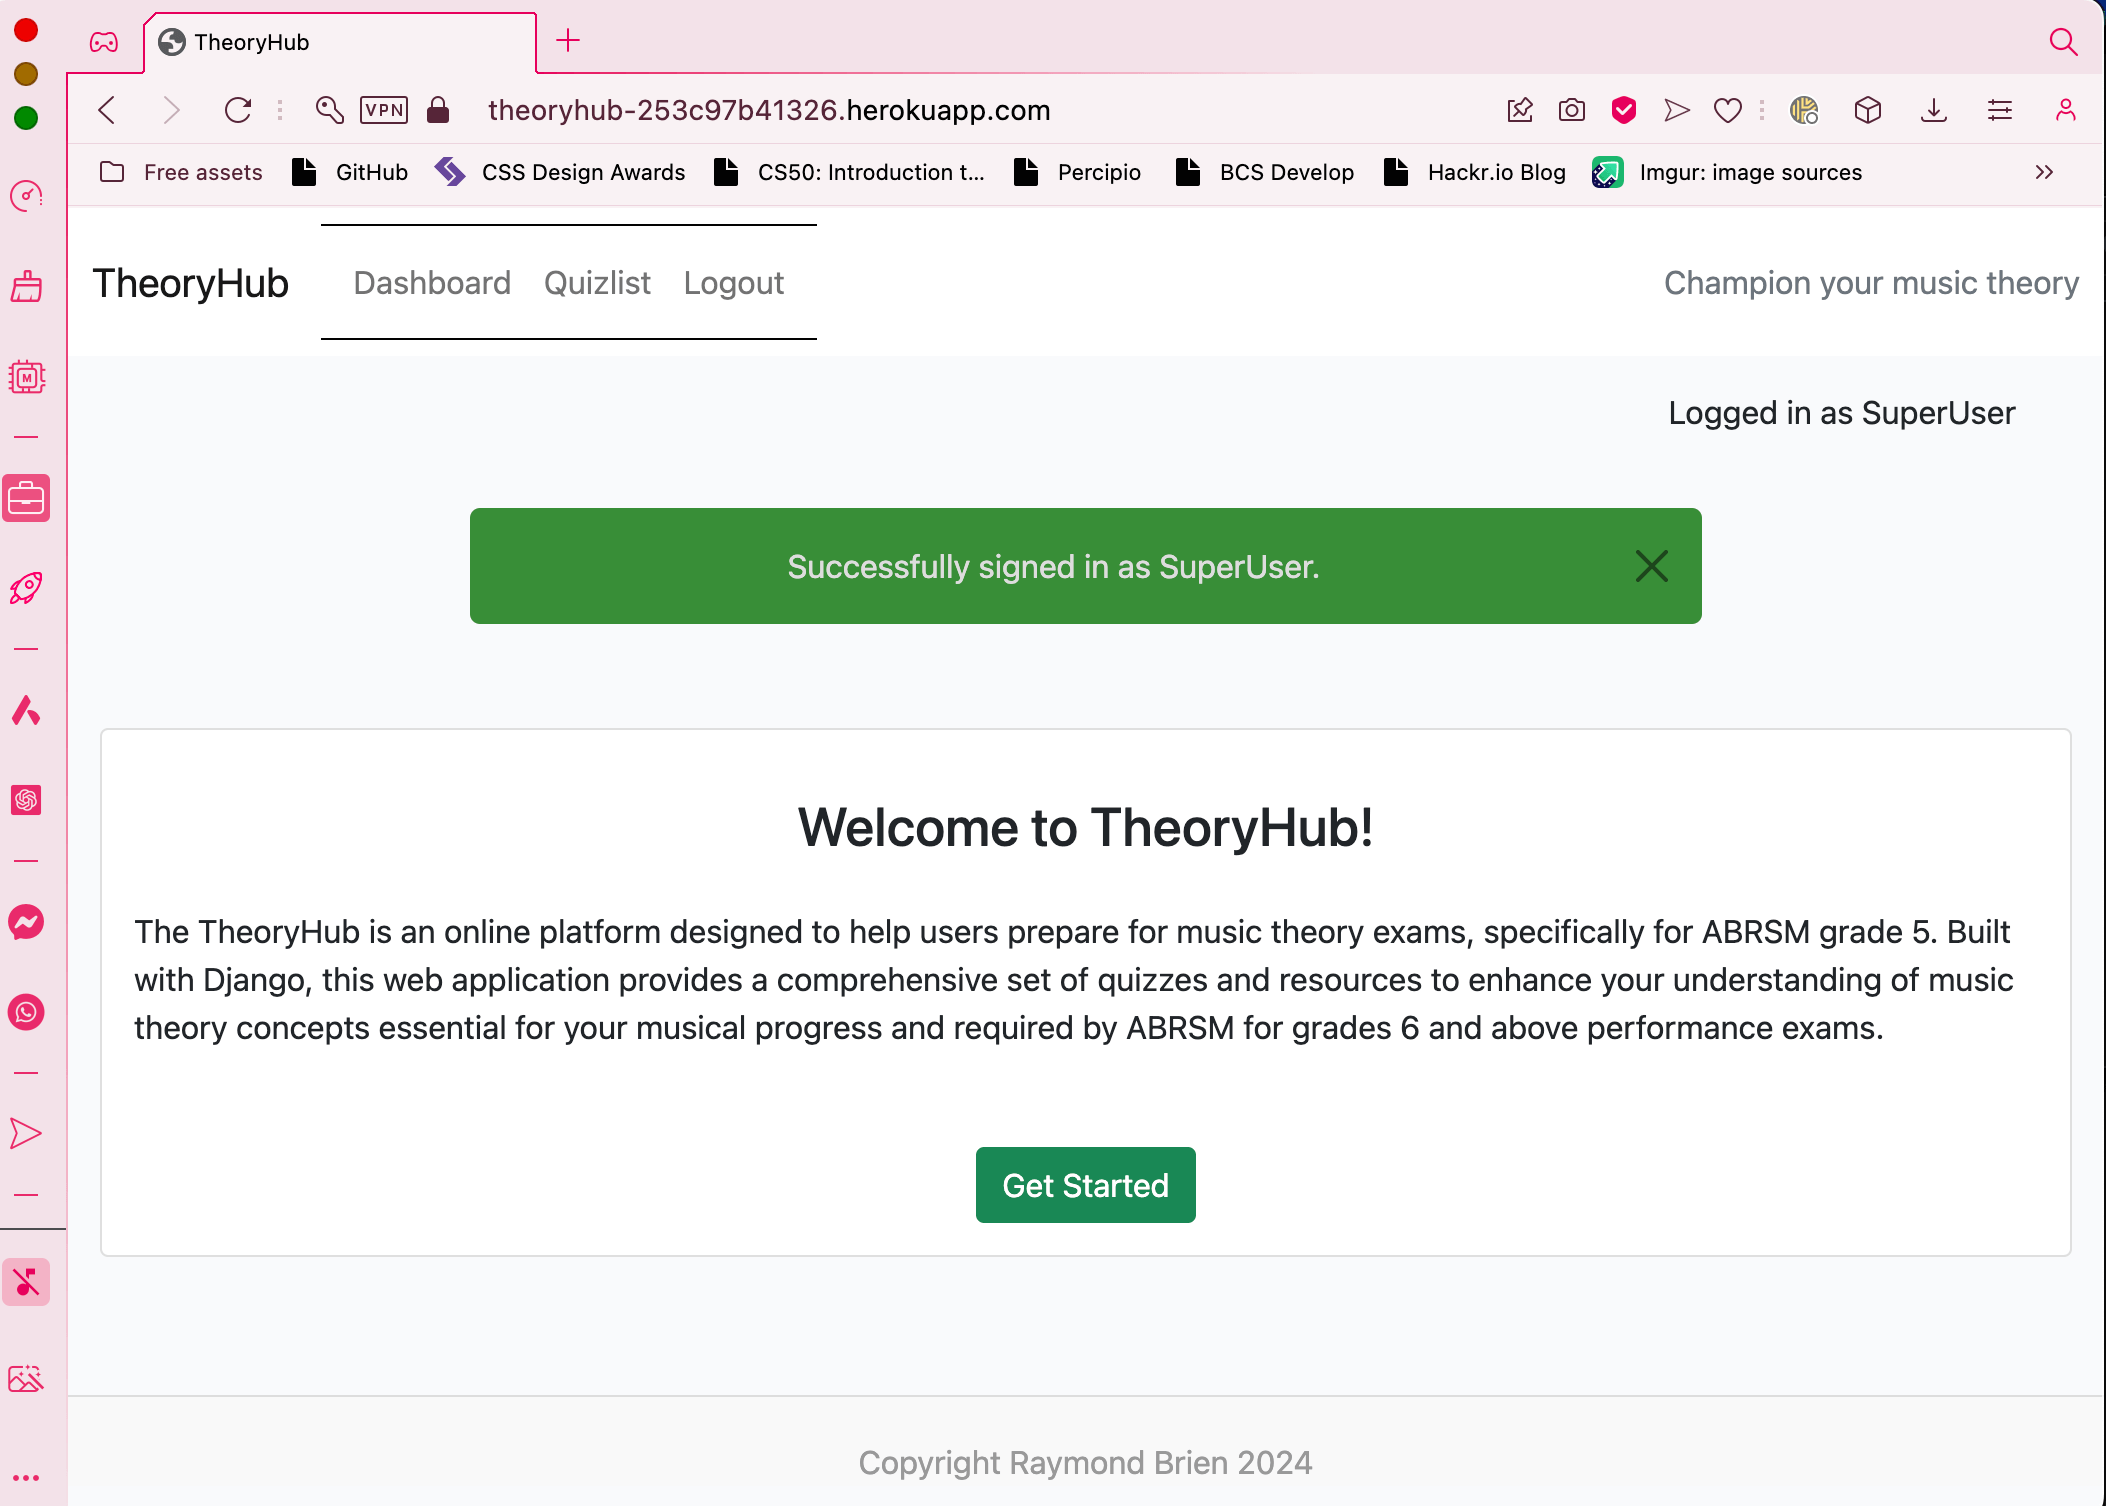 TheoryHub
VPN
theoryhub-253c97b41326.herokuapp.com
Free assets GitHub CSS Design Awards CS50: Introduction t... Percipio BCS Develop Hackr.io Blog Imgur: image sources
TheoryHub Dashboard Quizlist Logout Champion your music theory
M
Logged in as SuperUser
Successfully signed in as SuperUser.
Welcome to TheoryHub!
The TheoryHub is an online platform designed to help users prepare for music theory exams, specifically for ABRSM grade 5. Built
with Django, this web application provides a comprehensive set of quizzes and resources to enhance your understanding of music
theory concepts essential for your musical progress and required by ABRSM for grades 6 and above performance exams.
Get Started
Copyright Raymond Brien 2024